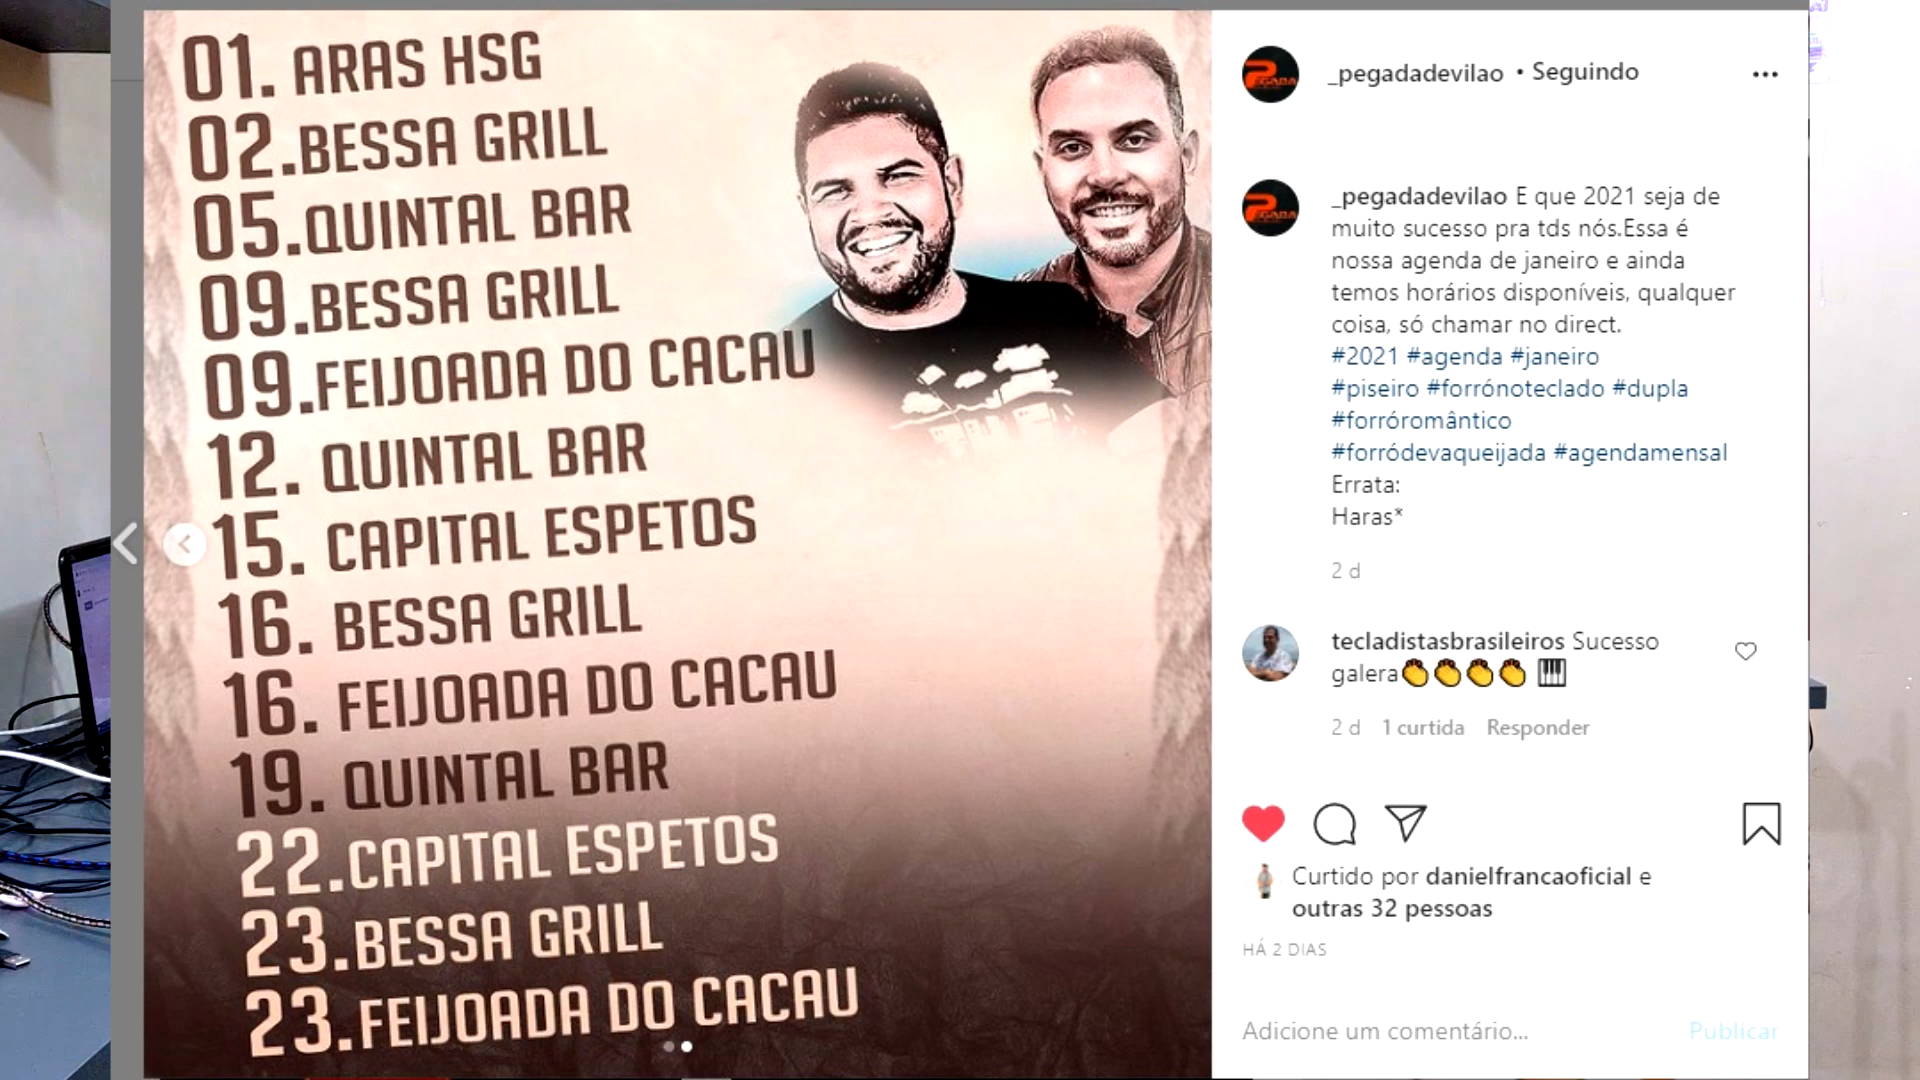 01. ARAS HSG
02.BESSA GRILL
05.QUINTAL BAR
09.BESSA GRILL
09.FEIJOADA DO CACAU
12. QUINTAL BAR
15. CAPITAL ESPETOS
16. BESSA GRILL
16. FEIJOADA DO CACAU
19. QUINTAL BAR
22.CAPITAL ESPETOS
23.BESSA GRILL
23.FEIJOADA DO CACAU
PEGADA
_pegadadevilao • Seguindo
PEGADA
_pegadadevilao E que 2021 seja de
muito sucesso pra tds nós.Essa é
nossa agenda de janeiro e ainda
temos horários disponíveis, qualquer
coisa, só chamar no direct.
#2021 #agenda #janeiro
#piseiro #forrónoteclado #dupla
#forróromântico
#forródevaqueijada #agendamensal
Errata:
Haras*
2 d
tecladistasbrasileiros Sucesso
galera👏👏👏👏 🎹
2 d 1 curtida Responder
Curtido por danielfrancaoficial e
outras 32 pessoas
HÁ 2 DIAS
Adicione um comentário... Publicar